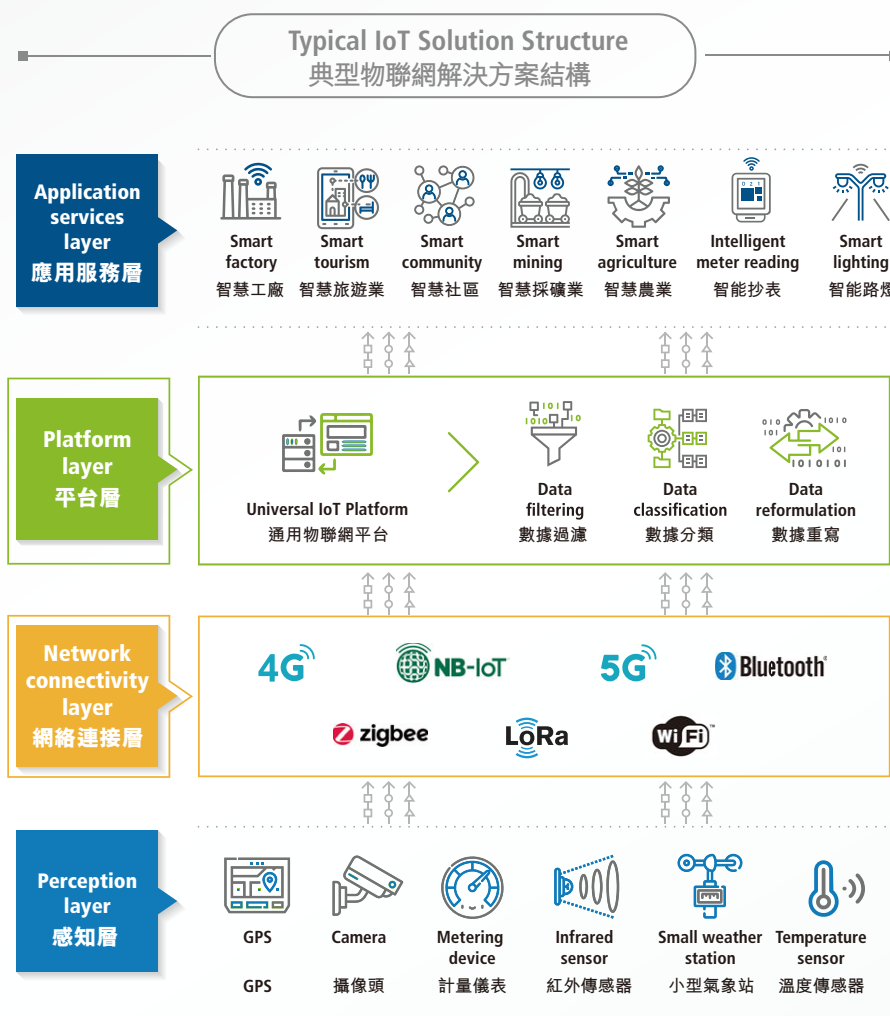 Typical IoT Solution Structure
典型物聯網解決方案結構
Application
services
layer
應用服務層
Smart
factory
智慧工廠
Smart
tourism
智慧旅遊業
Smart
community
智慧社區
Smart
mining
智慧採礦業
Smart
agriculture
智慧農業
Intelligent
meter reading
智能抄表
Smart
lighting
智能路燈
Platform
layer
平台層
Universal IoT Platform
通用物聯網平台
Data
filtering
數據過濾
Data
classification
數據分類
Data
reformulation
數據重寫
Network
connectivity
layer
網絡連接層
4G
NB-IoT
5G
Bluetooth
zigbee
LoRa
Wi Fi
Perception
layer
感知層
GPS
GPS
Camera
攝像頭
Metering
device
計量儀表
Infrared
sensor
紅外傳感器
Small weather
station
小型氣象站
Temperature
sensor
溫度傳感器